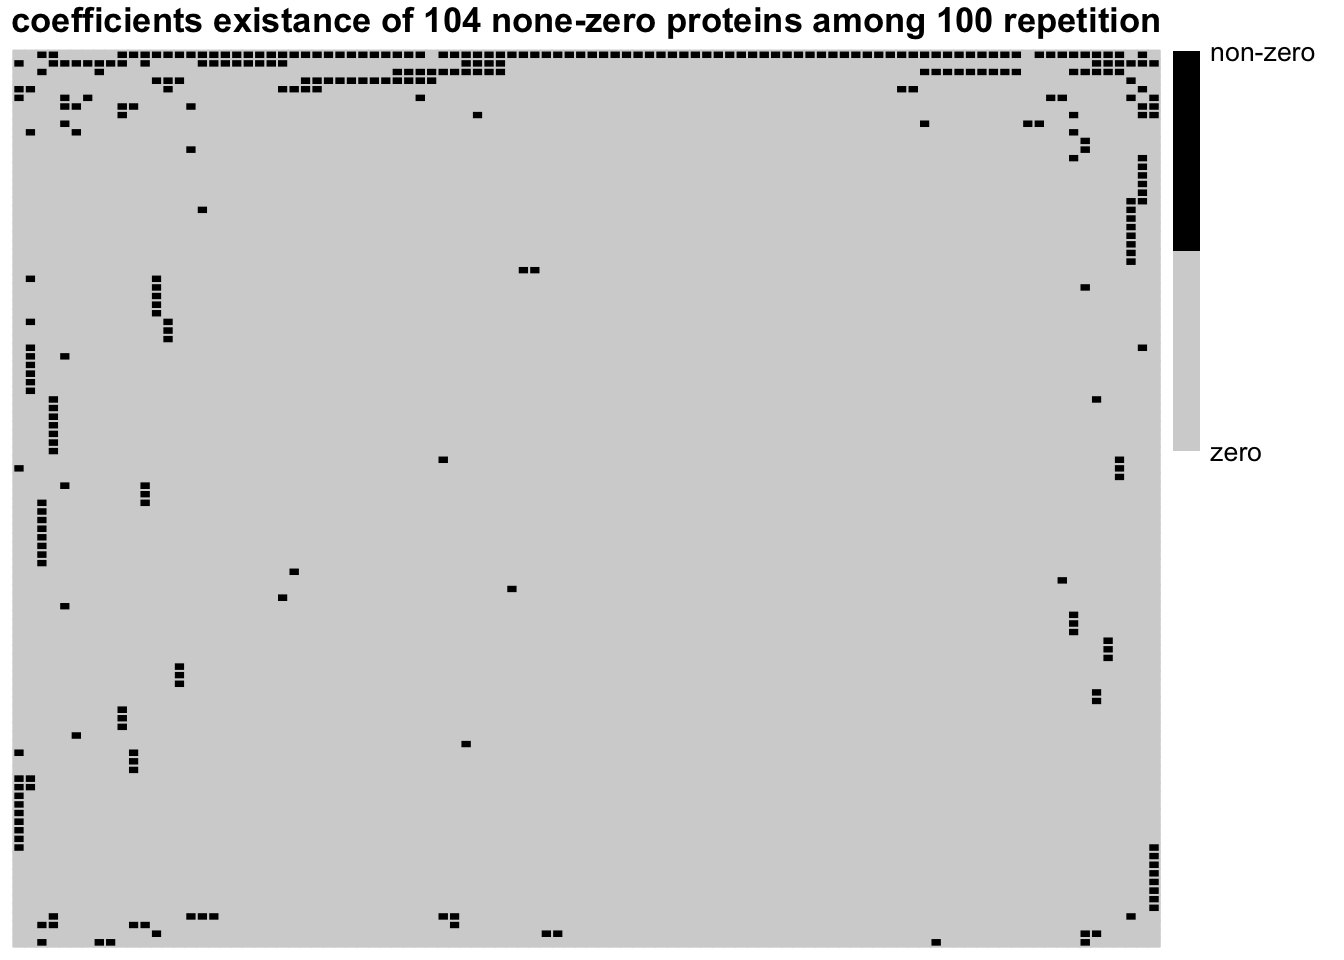 coefficients existance of 104 none-zero proteins among 100 repetition
non-zero
zero